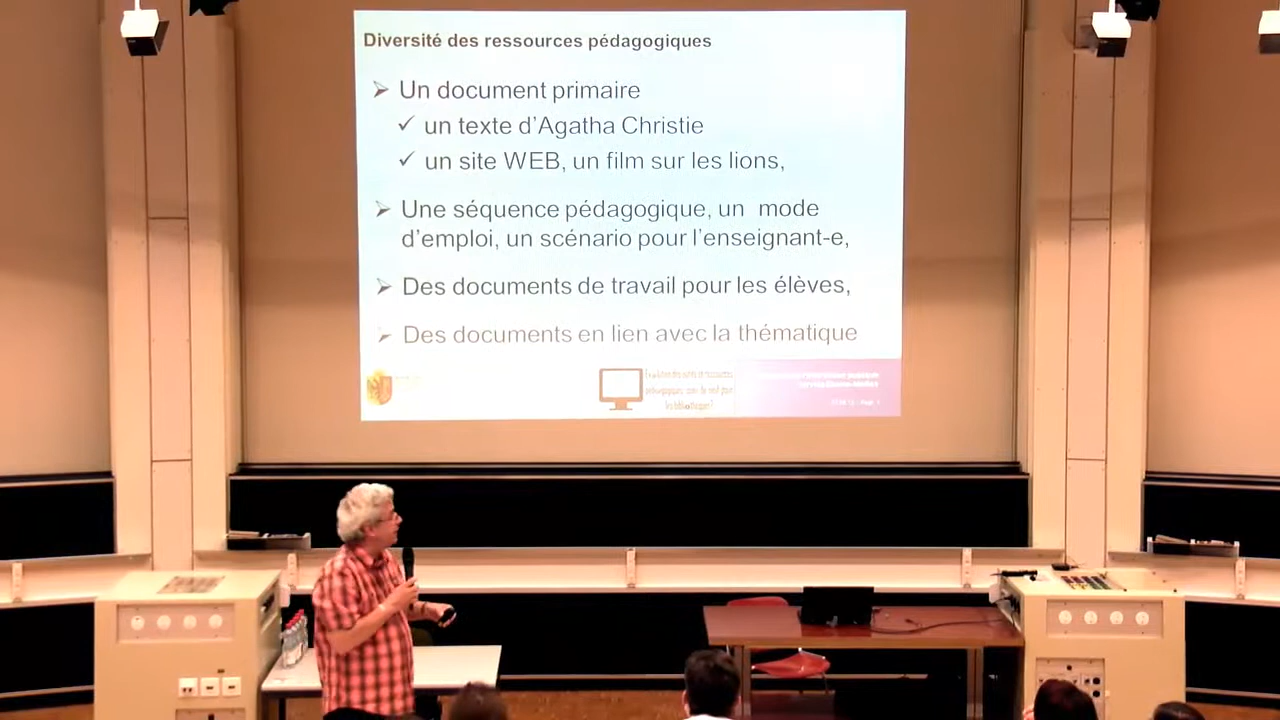 Diversité des ressources pédagogiques
Un document primaire
un texte d'Agatha Christie
un site WEB, un film sur les lions,
Une séquence pédagogique, un mode
d'emploi, un scénario pour l'enseignant-e,
Des documents de travail pour les élèves,
Des documents en lien avec la thématique
les bibliothèques?